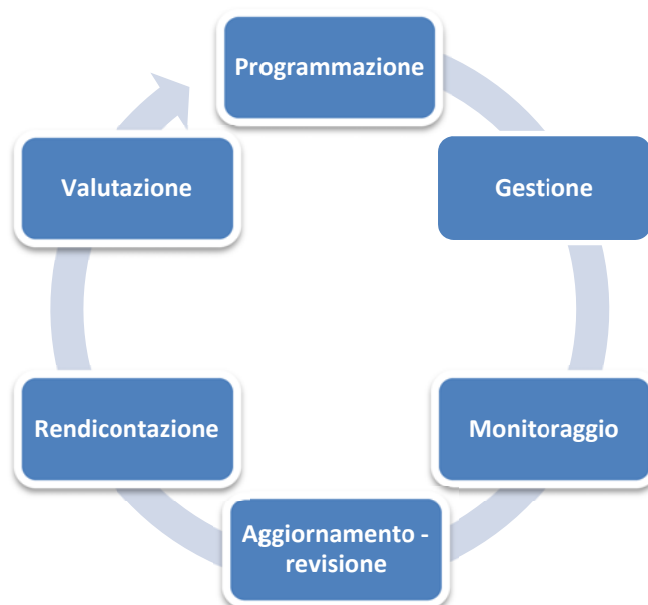 Programmazione
Gestione
Monitoraggio
Aggiornamento -
revisione
Rendicontazione
Valutazione